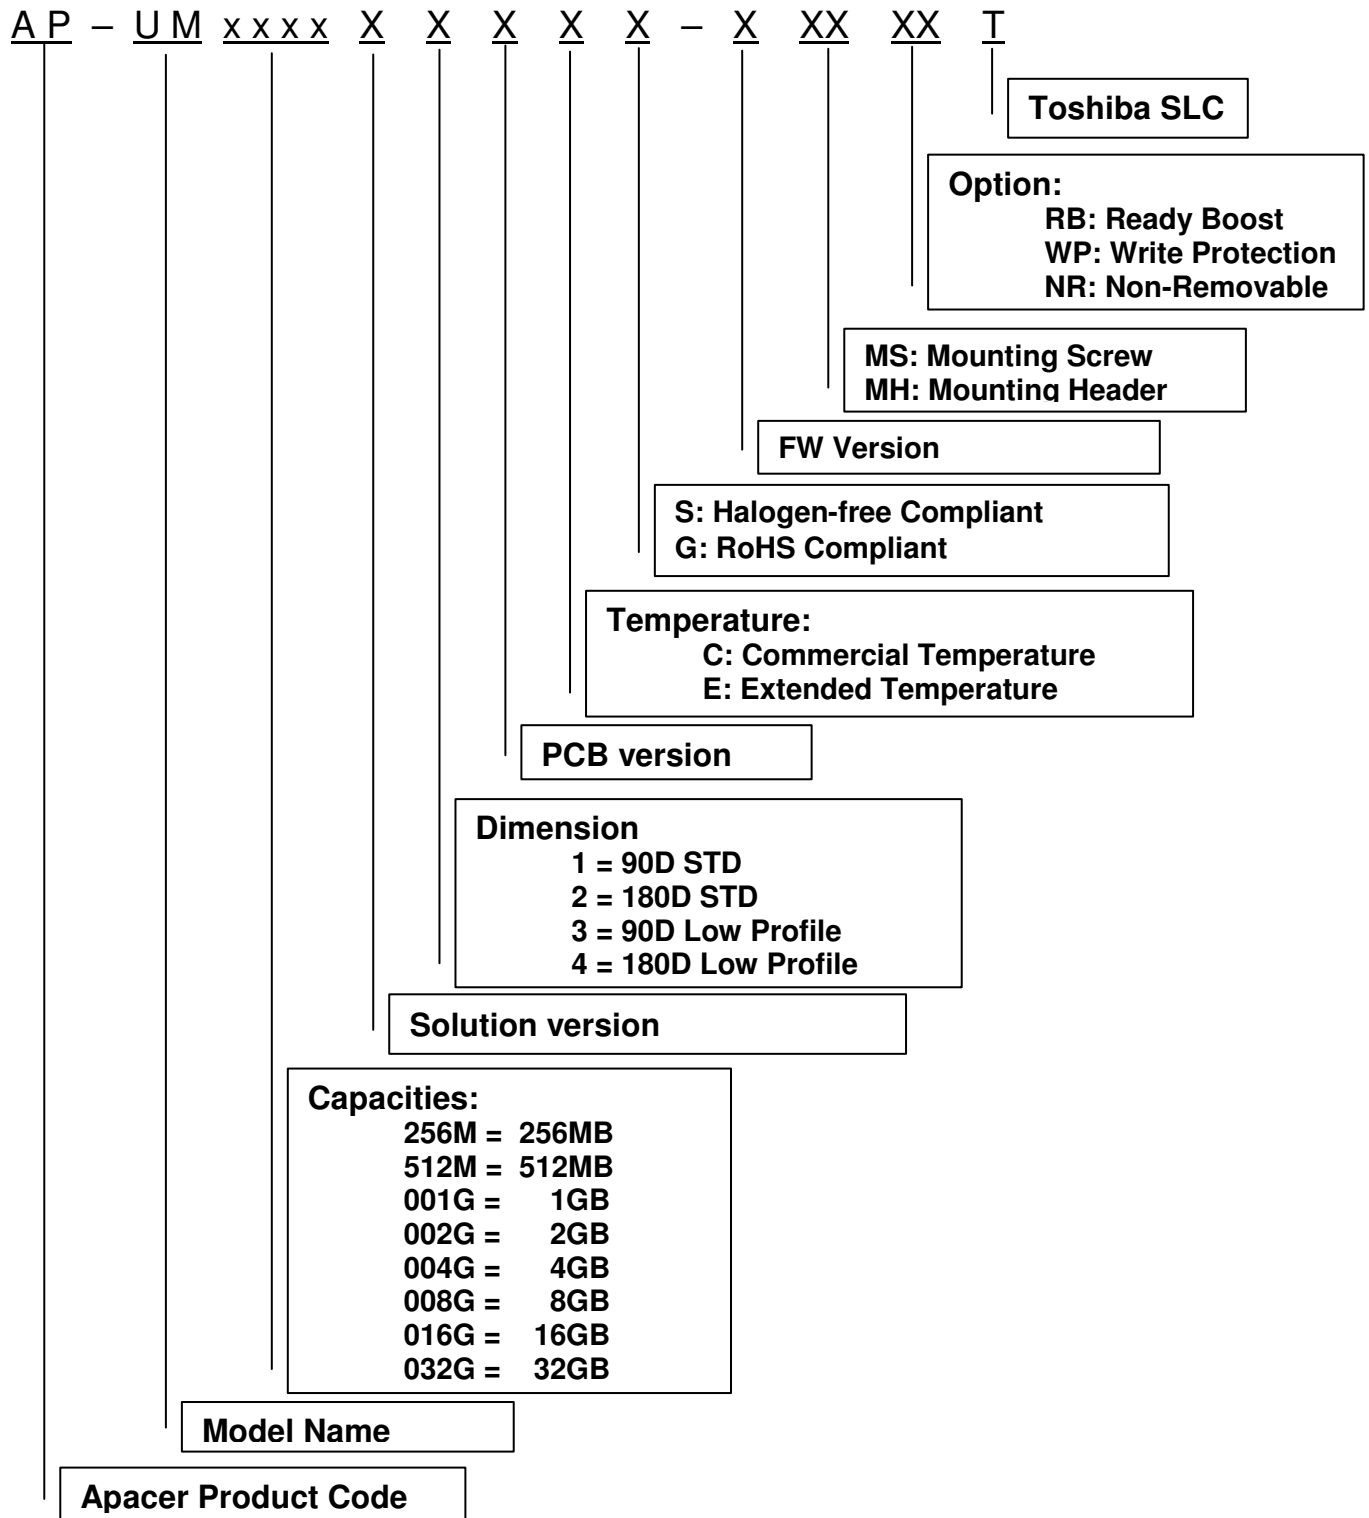 A P – U M x x x x X X X X X – X XX XX T
Toshiba SLC
Option:
RB: Ready Boost
WP: Write Protection
NR: Non-Removable
MS: Mounting Screw
MH: Mounting Header
FW Version
S: Halogen-free Compliant
G: RoHS Compliant
Temperature:
C: Commercial Temperature
E: Extended Temperature
PCB version
Dimension
1 = 90D STD
2 = 180D STD
3 = 90D Low Profile
4 = 180D Low Profile
Solution version
Capacities:
256M = 256MB
512M = 512MB
001G = 1GB
002G = 2GB
004G = 4GB
008G = 8GB
016G = 16GB
032G = 32GB
Model Name
Apacer Product Code